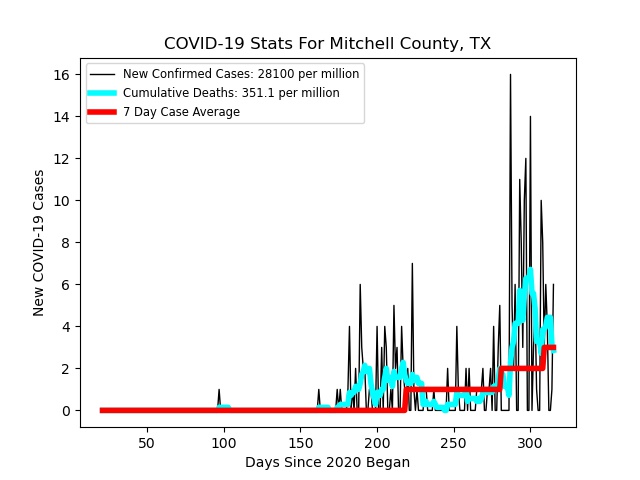 COVID-19 Stats For Mitchell County, TX
New Confirmed Cases: 28100 per million
Cumulative Deaths: 351.1 per million
7 Day Case Average
New COVID-19 Cases
16
14
12
10
8
6
4
2
0
50 100 150 200 250 300
Days Since 2020 Began